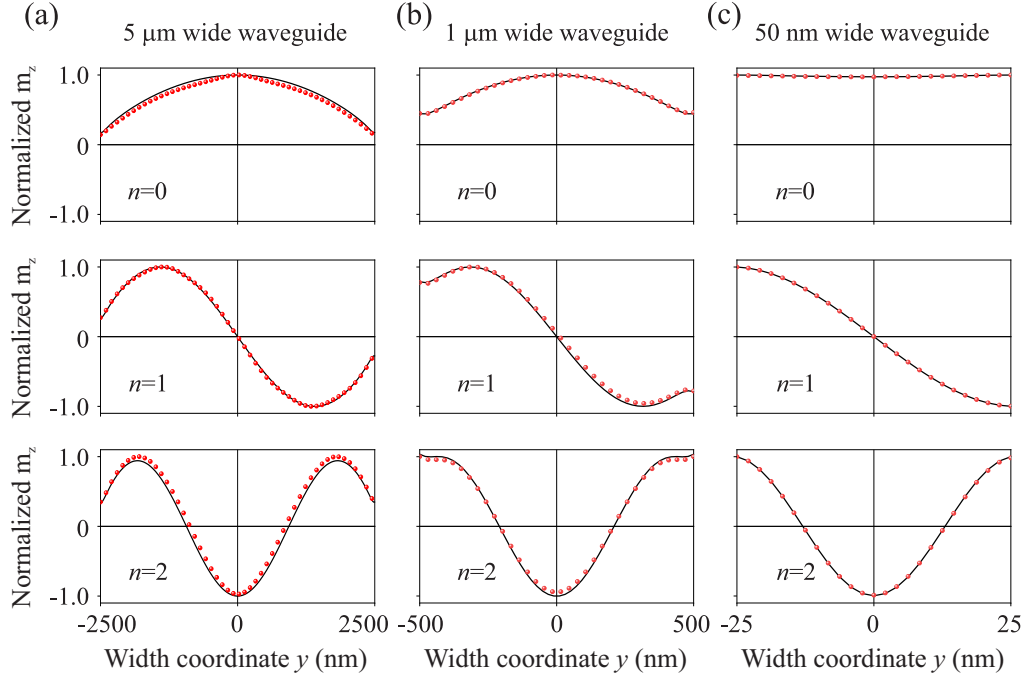 (a) (b) (c)
5 μm wide waveguide 1 μm wide waveguide 50 nm wide waveguide
Normalized m_z
1.0
0
-1.0
n=0 n=0 n=0
Normalized m_z
1.0
0
-1.0
n=1 n=1 n=1
Normalized m_z
1.0
0
-1.0
n=2 n=2 n=2
-2500 0 2500 -500 0 500 -25 0 25
Width coordinate y (nm) Width coordinate y (nm) Width coordinate y (nm)